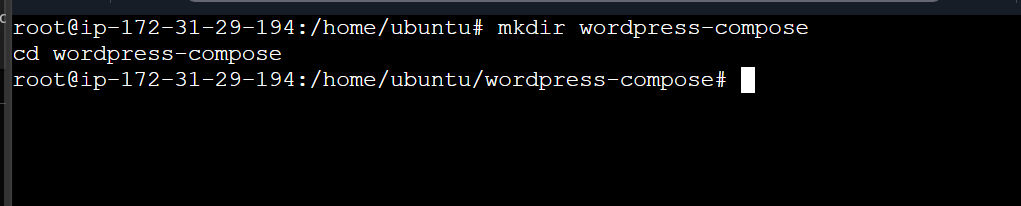 root@ip-172-31-29-194:/home/ubuntu# mkdir wordpress-compose
cd wordpress-compose
root@ip-172-31-29-194:/home/ubuntu/wordpress-compose#